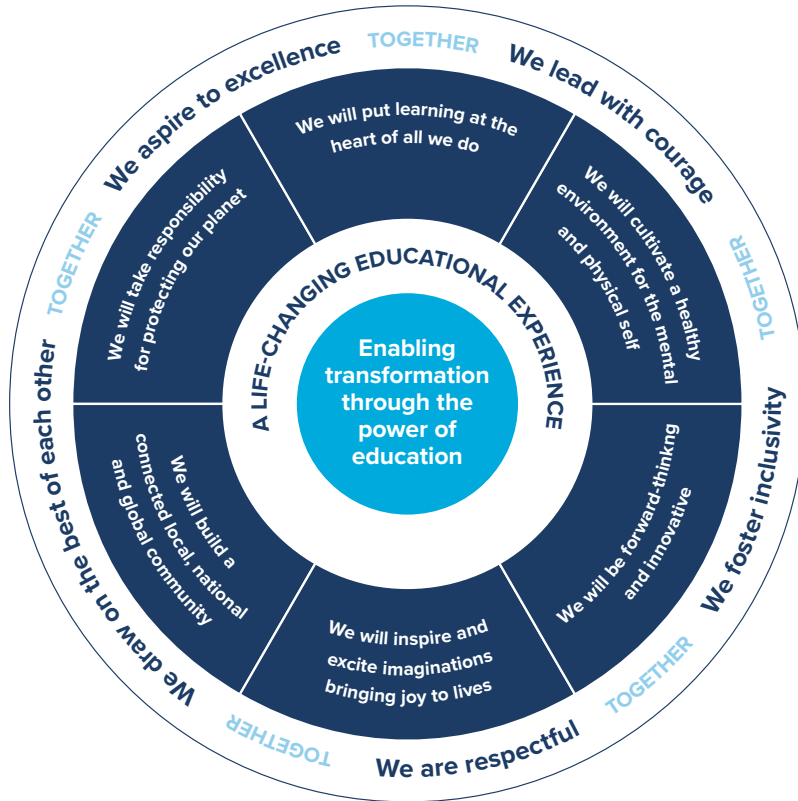 TOGETHER
We lead with courage
TOGETHER
We foster inclusivity
TOGETHER
We are respectful
TOGETHER
We draw on the best of each other
TOGETHER
We aspire to excellence
We will put learning at the
heart of all we do
We will cultivate a healthy
environment for the mental
and physical self
We will be forward-thinkng
and innovative
We will inspire and
excite imaginations
bringing joy to lives
We will build a
connected local, national
and global community
We will take responsibility
for protecting our planet
A LIFE-CHANGING EDUCATIONAL EXPERIENCE
Enabling
transformation
through the
power of
education